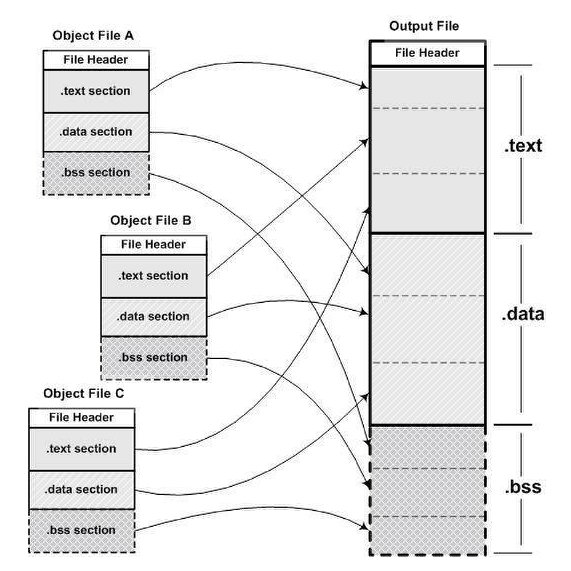 Object File A
File Header
.text section
.data section
.bss section
Object File B
File Header
.text section
.data section
.bss section
Object File C
File Header
.text section
.data section
.bss section
Output File
File Header
.text
.data
.bss